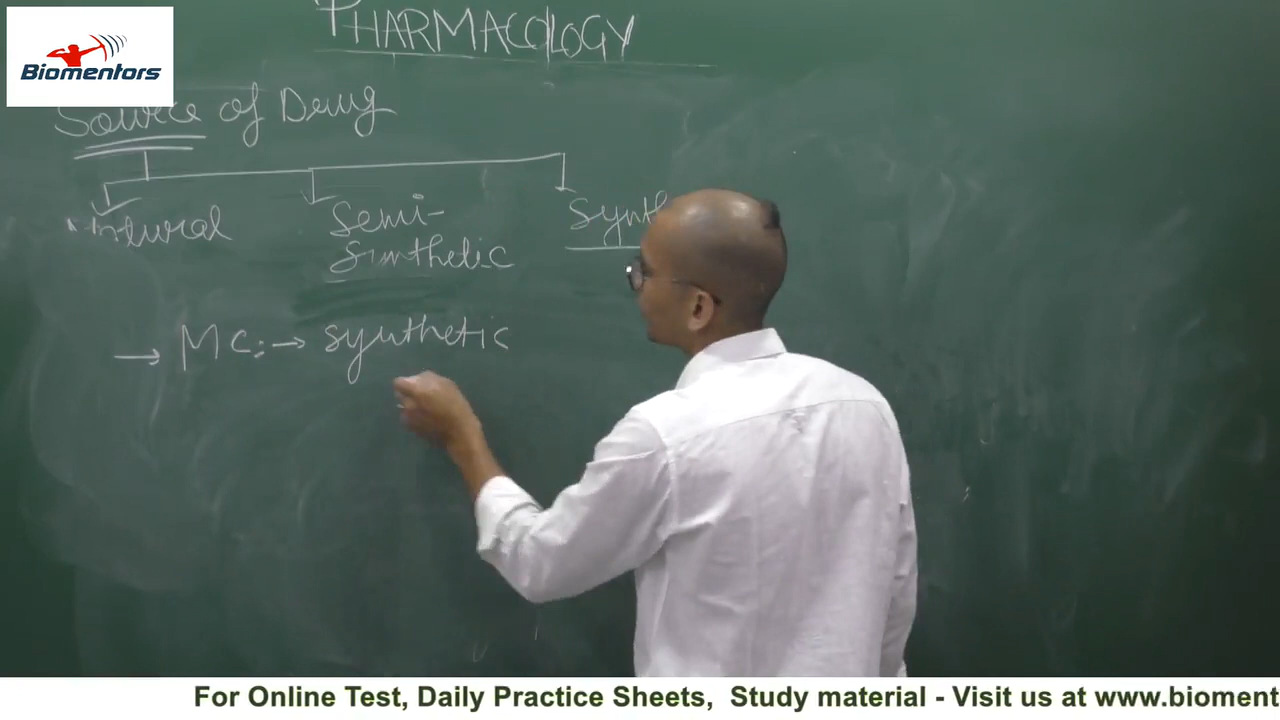 PHARMACOLOGY
Biomentors
Source of Drug
Natural
Semi-
Synthetic
Synth
→ MC:→ synthetic
For Online Test, Daily Practice Sheets, Study material - Visit us at www.bioment